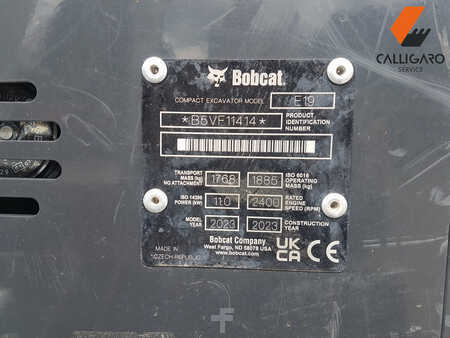 CALLIGARO
SERVICE
Bobcat.
COMPACT EXCAVATOR MODEL E19
*B5VF11414* PRODUCT IDENTIFICATION NUMBER
TRANSPORT MASS (kg) NO ATTACHMENT 1768 1885 ISO 6016 OPERATING MASS (kg)
ISO 14396 POWER (kW) 11.0 2400 RATED ENGINE SPEED (RPM)
MODEL YEAR 2023 2023 CONSTRUCTION YEAR
MADE IN CZECH REPUBLIC
Bobcat Company
West Fargo, ND 58078 USA
www.bobcat.com
UK CA CE